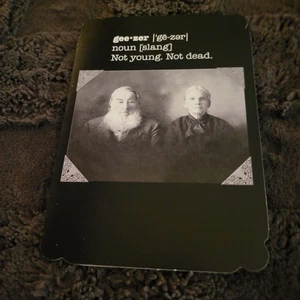 gee•zer |'gē-zər|
noun [slang]
Not young. Not dead.